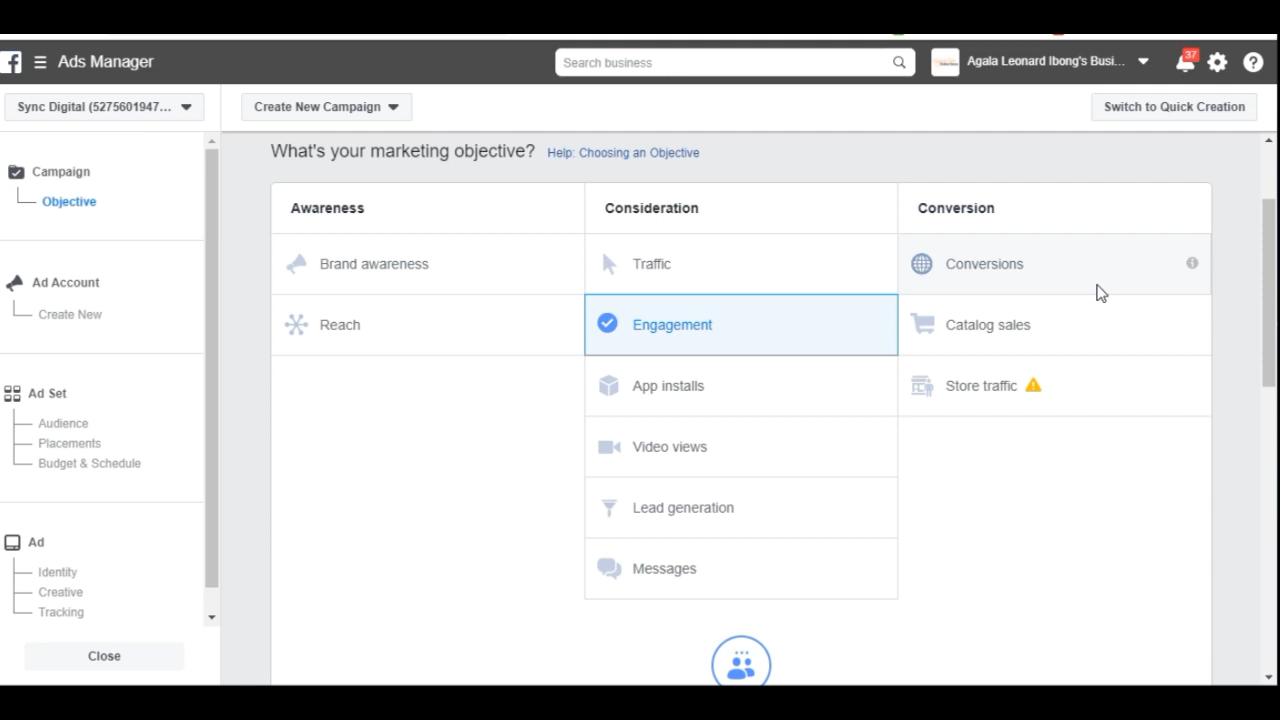 Ads Manager
Search business
Agala Leonard Ibong's Busi...
37
Sync Digital (5275601947...
Create New Campaign
Switch to Quick Creation
Campaign
Objective
Ad Account
Create New
Ad Set
Audience
Placements
Budget & Schedule
Ad
Identity
Creative
Tracking
Close
What's your marketing objective? Help: Choosing an Objective
Awareness
Brand awareness
Reach
Consideration
Traffic
Engagement
App installs
Video views
Lead generation
Messages
Conversion
Conversions
Catalog sales
Store traffic